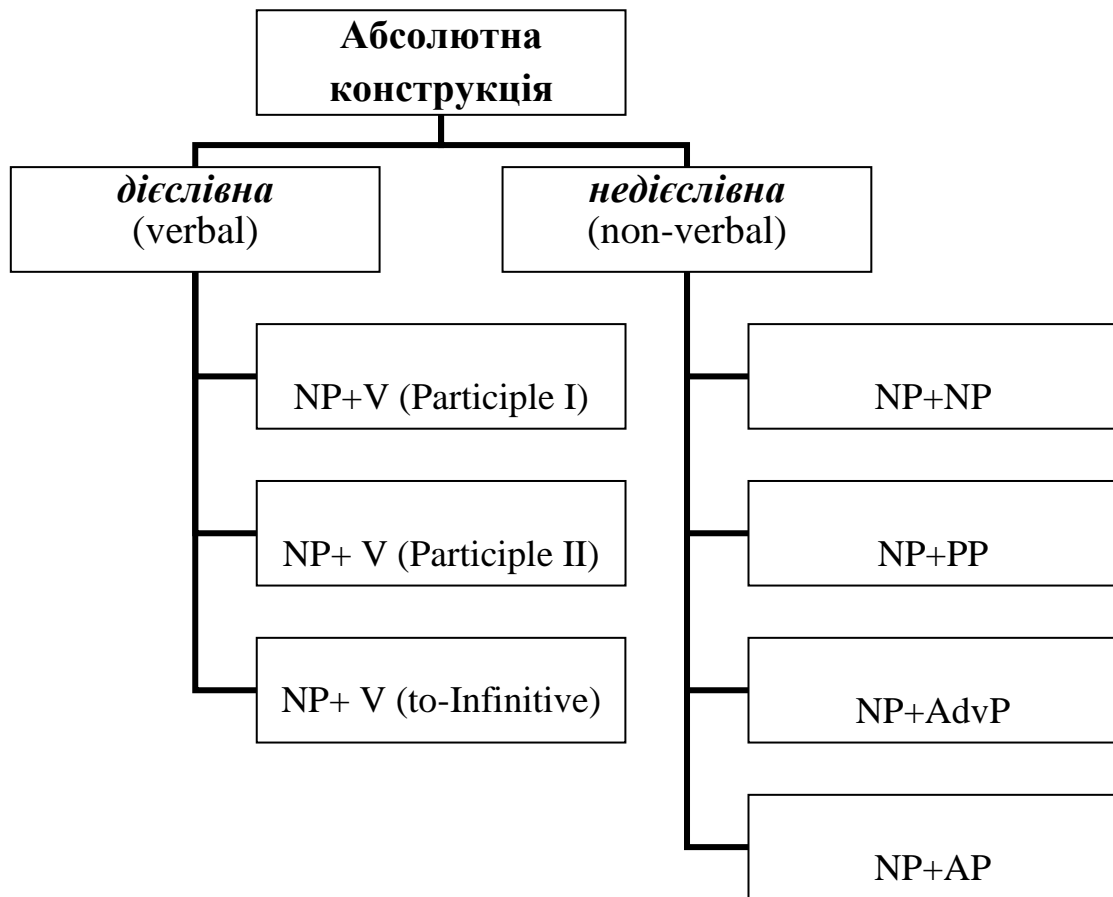 Абсолютна
конструкція
дієслівна
(verbal)
недієслівна
(non-verbal)
NP+V (Participle I)
NP+ V (Participle II)
NP+ V (to-Infinitive)
NP+NP
NP+PP
NP+AdvP
NP+AP